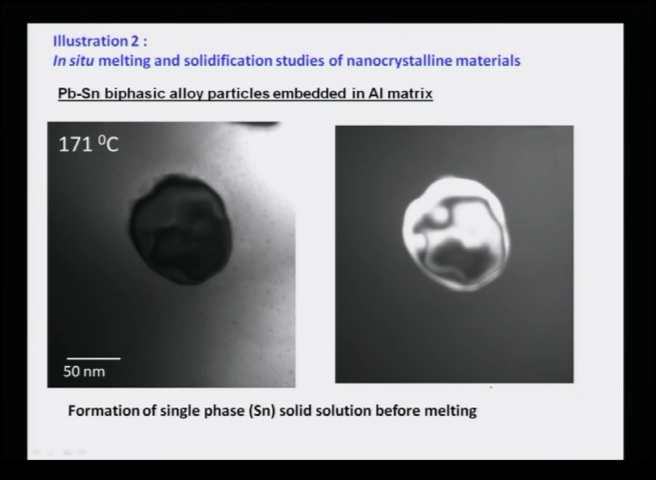 Illustration 2 :
In situ melting and solidification studies of nanocrystalline materials
Pb-Sn biphasic alloy particles embedded in Al matrix
171 ⁰C
50 nm
Formation of single phase (Sn) solid solution before melting